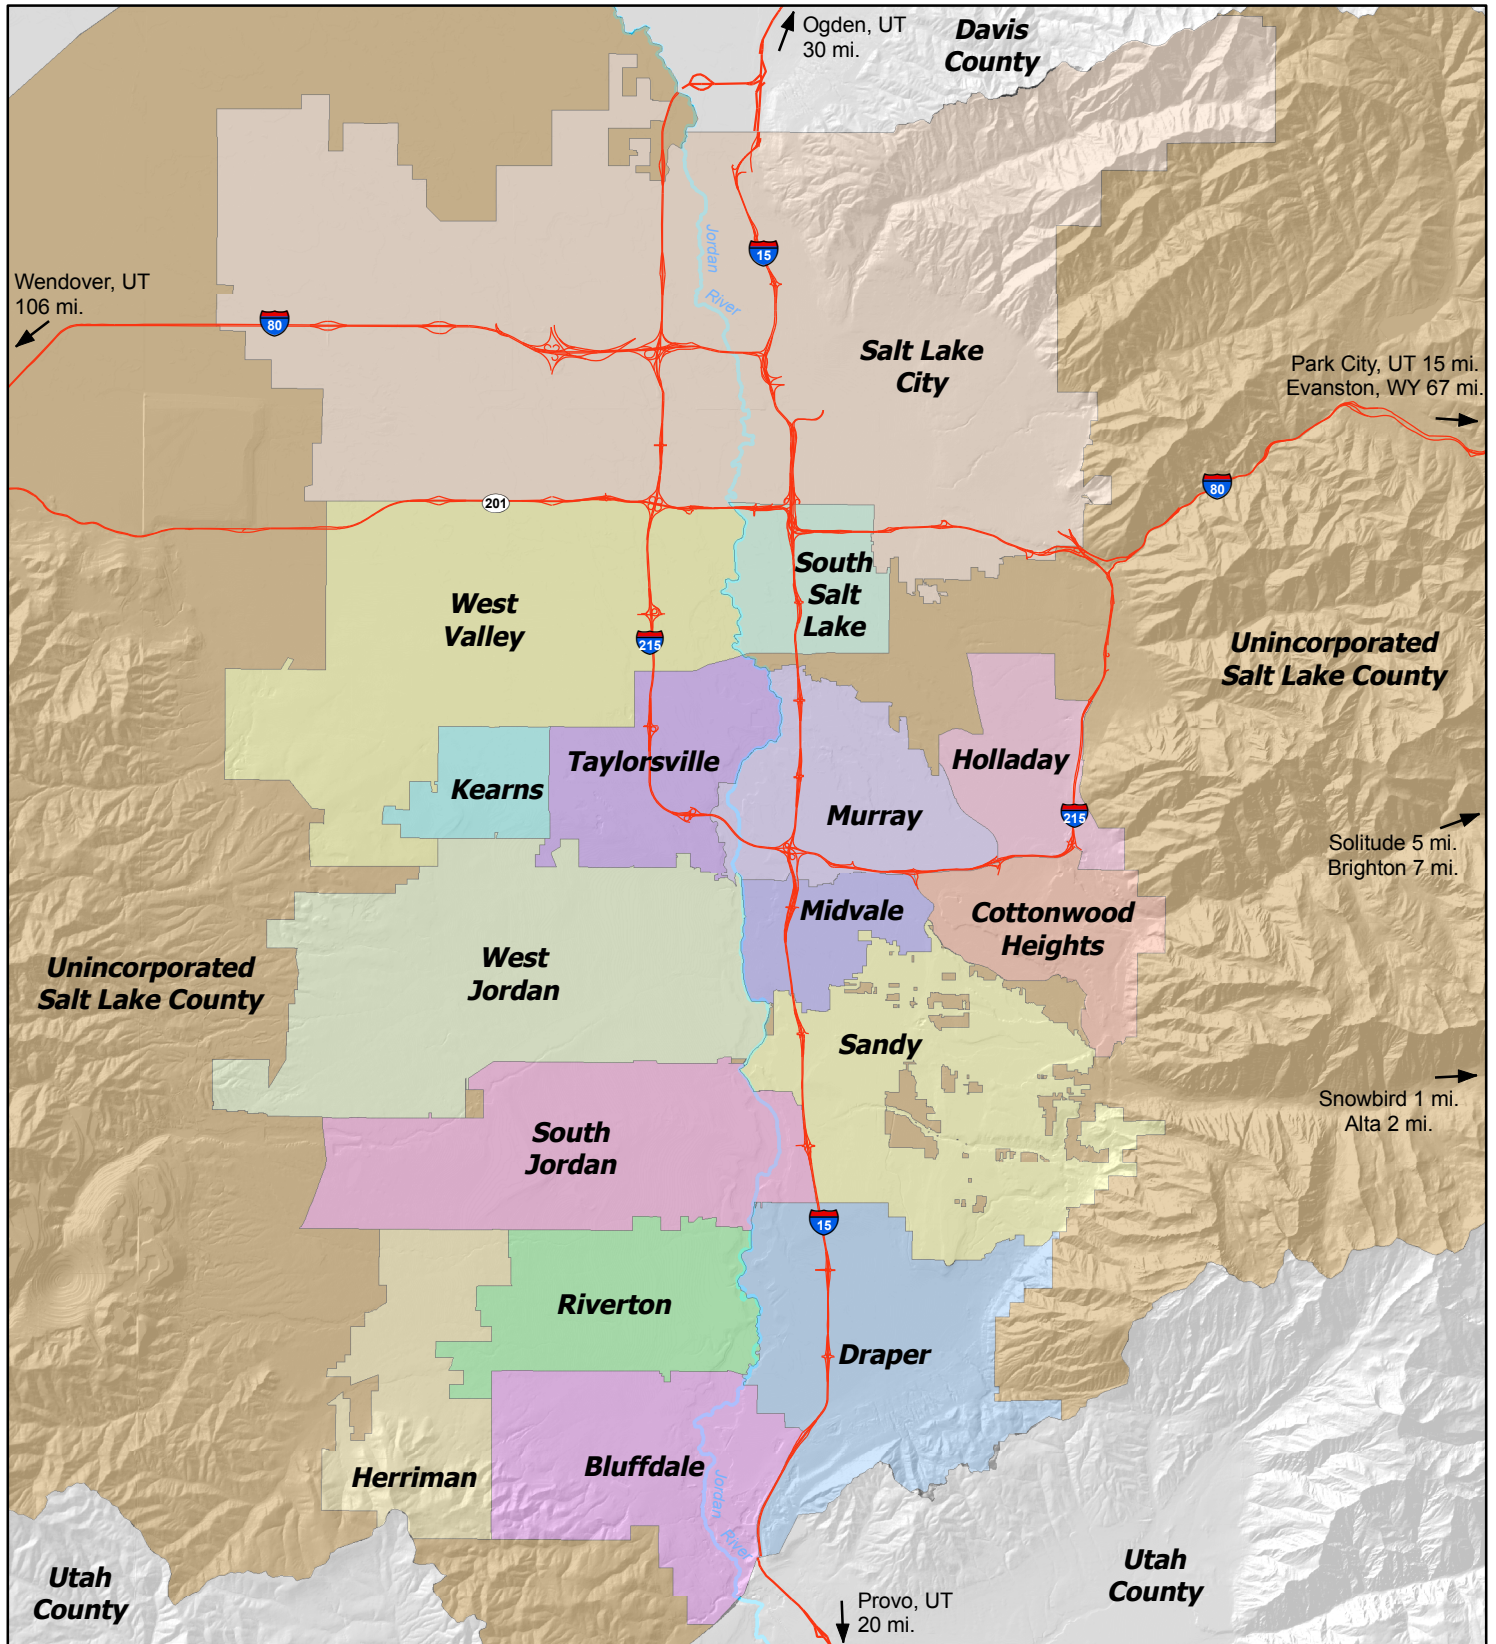 Ogden, UT
30 mi.
Davis
County
Jordan
River
15
Wendover, UT
106 mi.
80
Salt Lake
City
Park City, UT 15 mi.
Evanston, WY 67 mi.
80
201
South
Salt
Lake
West
Valley
215
Unincorporated
Salt Lake County
Taylorsville
Holladay
Kearns
Murray
215
Solitude 5 mi.
Brighton 7 mi.
Midvale
Cottonwood
Heights
West
Jordan
Unincorporated
Salt Lake County
Sandy
Snowbird 1 mi.
Alta 2 mi.
South
Jordan
15
Riverton
Draper
Herriman
Bluffdale
Jordan
River
Utah
County
Utah
County
Provo, UT
20 mi.